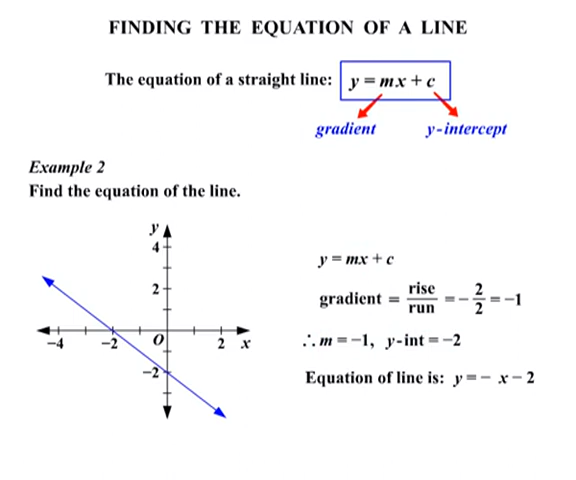 FINDING THE EQUATION OF A LINE
The equation of a straight line: y = mx + c
gradient y-intercept
Example 2
Find the equation of the line.
y
4
2
O
-4 -2 2 x
-2
y = mx + c
gradient = rise/run = -2/2 = -1
∴ m = -1, y-int = -2
Equation of line is: y = - x - 2